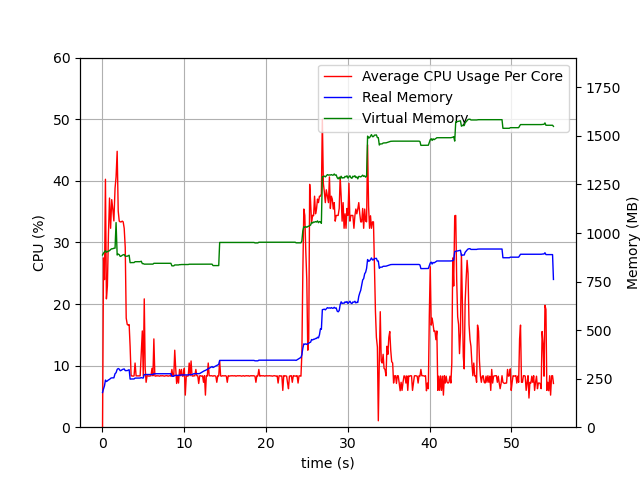 Average CPU Usage Per Core
Real Memory
Virtual Memory
CPU (%)
60
50
40
30
20
10
0
Memory (MB)
1750
1500
1250
1000
750
500
250
0
0 10 20 30 40 50
time (s)